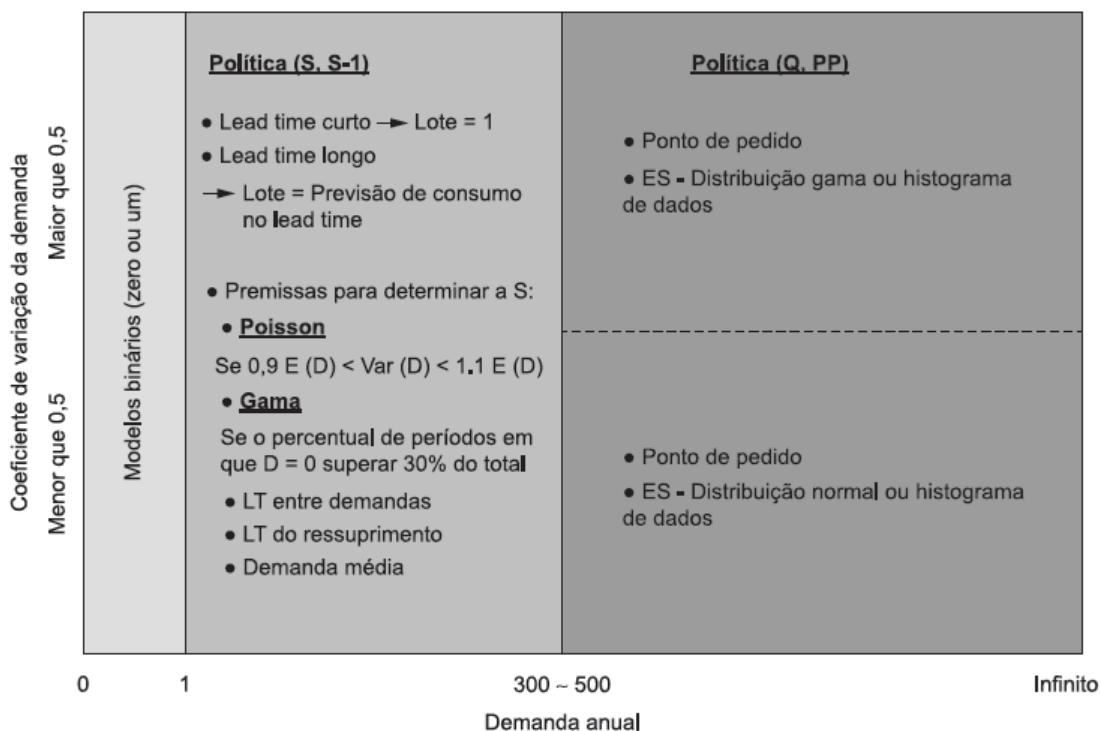 Coeficiente de variação da demanda
Maior que 0,5
Menor que 0,5
Modelos binários (zero ou um)
Política (S, S-1)
● Lead time curto → Lote = 1
● Lead time longo
→ Lote = Previsão de consumo
no lead time
● Premissas para determinar a S:
● Poisson
Se 0,9 E (D) < Var (D) < 1.1 E (D)
● Gama
Se o percentual de períodos em
que D = 0 superar 30% do total
● LT entre demandas
● LT do ressuprimento
● Demanda média
Política (Q, PP)
● Ponto de pedido
● ES - Distribuição gama ou histograma
de dados
● Ponto de pedido
● ES - Distribuição normal ou histograma
de dados
0
1
300 ~ 500
Infinito
Demanda anual